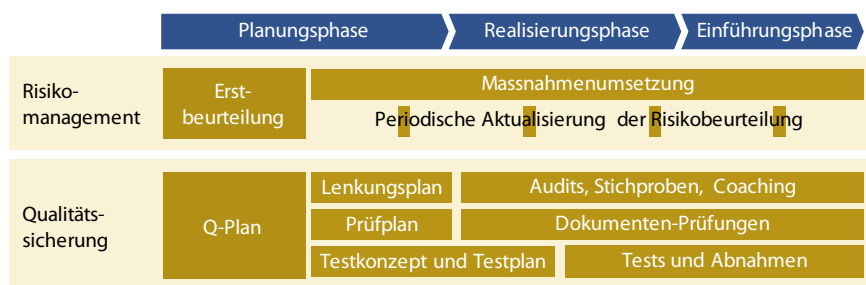 Planungsphase Realisierungsphase Einführungsphase
Risiko-
management
Erst-
beurteilung
Massnahmenumsetzung
Periodische Aktualisierung der Risikobeurteilung
Qualitäts-
sicherung
Q-Plan
Lenkungsplan
Audits, Stichproben, Coaching
Prüfplan
Dokumenten-Prüfungen
Testkonzept und Testplan
Tests und Abnahmen